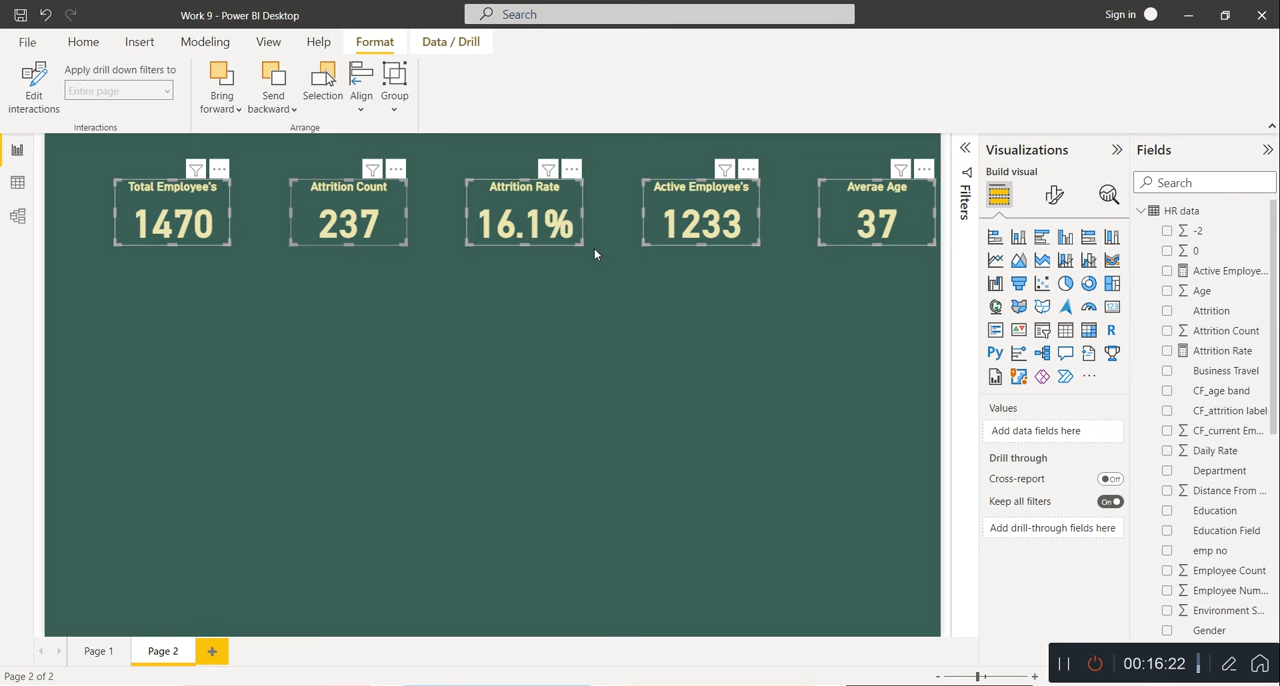 Work 9 - Power BI Desktop
Search
Sign in
File
Home
Insert
Modeling
View
Help
Format
Data / Drill
Edit
interactions
Apply drill down filters to
Entire page
Interactions
Bring
forward
Send
backward
Selection
Align
Group
Arrange
Total Employee's
1470
Attrition Count
237
Attrition Rate
16.1%
Active Employee's
1233
Averae Age
37
Filters
Visualizations
Build visual
123
R
Py
Values
Add data fields here
Drill through
Cross-report
Off
Keep all filters
On
Add drill-through fields here
Fields
Search
HR data
-2
0
Active Employe...
Age
Attrition
Attrition Count
Attrition Rate
Business Travel
CF_age band
CF_attrition label
CF_current Em...
Daily Rate
Department
Distance From ...
Education
Education Field
emp no
Employee Count
Employee Num...
Environment S...
Gender
Page 1
Page 2
Page 2 of 2
00:16:22